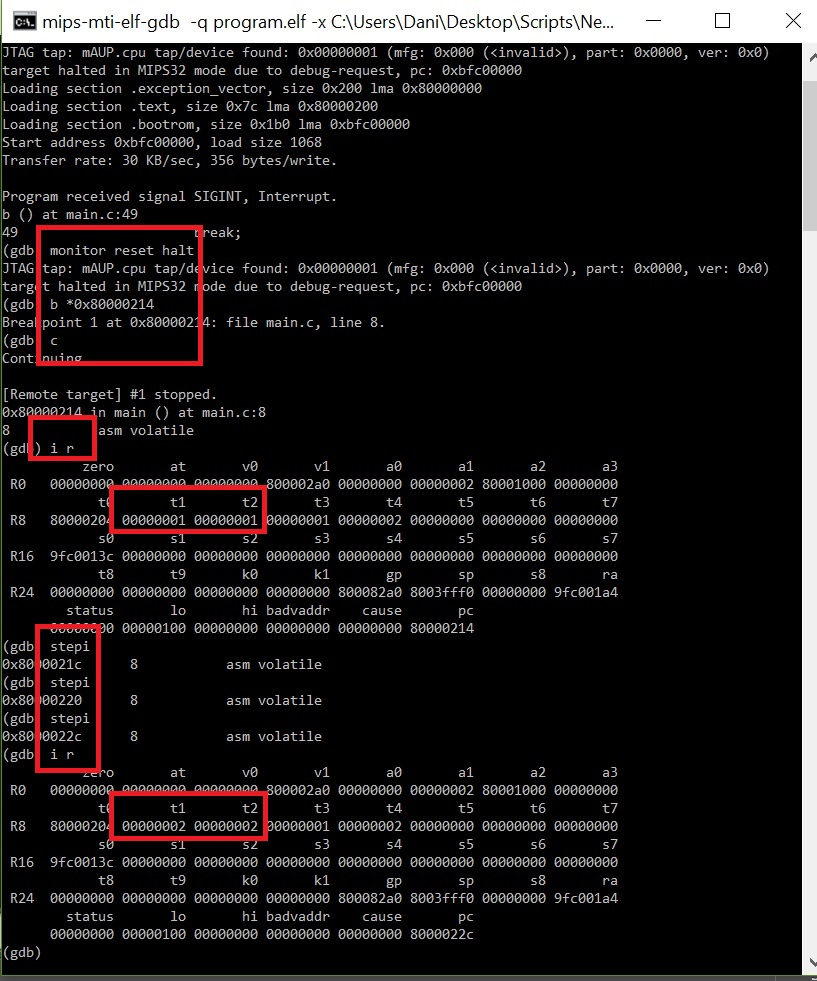 mips-mti-elf-gdb -q program.elf -x C:\Users\Dani\Desktop\Scripts\Ne...
JTAG tap: mAUP.cpu tap/device found: 0x00000001 (mfg: 0x000 (<invalid>), part: 0x0000, ver: 0x0)
target halted in MIPS32 mode due to debug-request, pc: 0xbfc00000
Loading section .exception_vector, size 0x200 lma 0x80000000
Loading section .text, size 0x7c lma 0x80000200
Loading section .bootrom, size 0x1b0 lma 0xbfc00000
Start address 0xbfc00000, load size 1068
Transfer rate: 30 KB/sec, 356 bytes/write.
Program received signal SIGINT, Interrupt.
b () at main.c:49
49 break;
(gdb monitor reset halt
JTAG tap: mAUP.cpu tap/device found: 0x00000001 (mfg: 0x000 (<invalid>), part: 0x0000, ver: 0x0)
target halted in MIPS32 mode due to debug-request, pc: 0xbfc00000
(gdb b *0x80000214
Breakpoint 1 at 0x80000214: file main.c, line 8.
(gdb c
Continuing
[Remote target] #1 stopped.
0x80000214 in main () at main.c:8
8 asm volatile
(gdb) i r
zero at v0 v1 a0 a1 a2 a3
R0 00000000 00000000 00000000 800002a0 00000000 00000002 80001000 00000000
t0 t1 t2 t3 t4 t5 t6 t7
R8 80000204 00000001 00000001 00000001 00000002 00000000 00000000 00000000
s0 s1 s2 s3 s4 s5 s6 s7
R16 9fc0013c 00000000 00000000 00000000 00000000 00000000 00000000 00000000
t8 t9 k0 k1 gp sp s8 ra
R24 00000000 00000000 00000000 00000000 800082a0 8003fff0 00000000 9fc001a4
status lo hi badvaddr cause pc
00000000 00000100 00000000 00000000 00000000 80000214
(gdb stepi
0x8000021c 8 asm volatile
(gdb stepi
0x80000220 8 asm volatile
(gdb stepi
0x8000022c 8 asm volatile
(gdb i r
zero at v0 v1 a0 a1 a2 a3
R0 00000000 00000000 00000000 800002a0 00000000 00000002 80001000 00000000
t0 t1 t2 t3 t4 t5 t6 t7
R8 80000204 00000002 00000002 00000001 00000002 00000000 00000000 00000000
s0 s1 s2 s3 s4 s5 s6 s7
R16 9fc0013c 00000000 00000000 00000000 00000000 00000000 00000000 00000000
t8 t9 k0 k1 gp sp s8 ra
R24 00000000 00000000 00000000 00000000 800082a0 8003fff0 00000000 9fc001a4
status lo hi badvaddr cause pc
00000000 00000100 00000000 00000000 00000000 8000022c
(gdb)